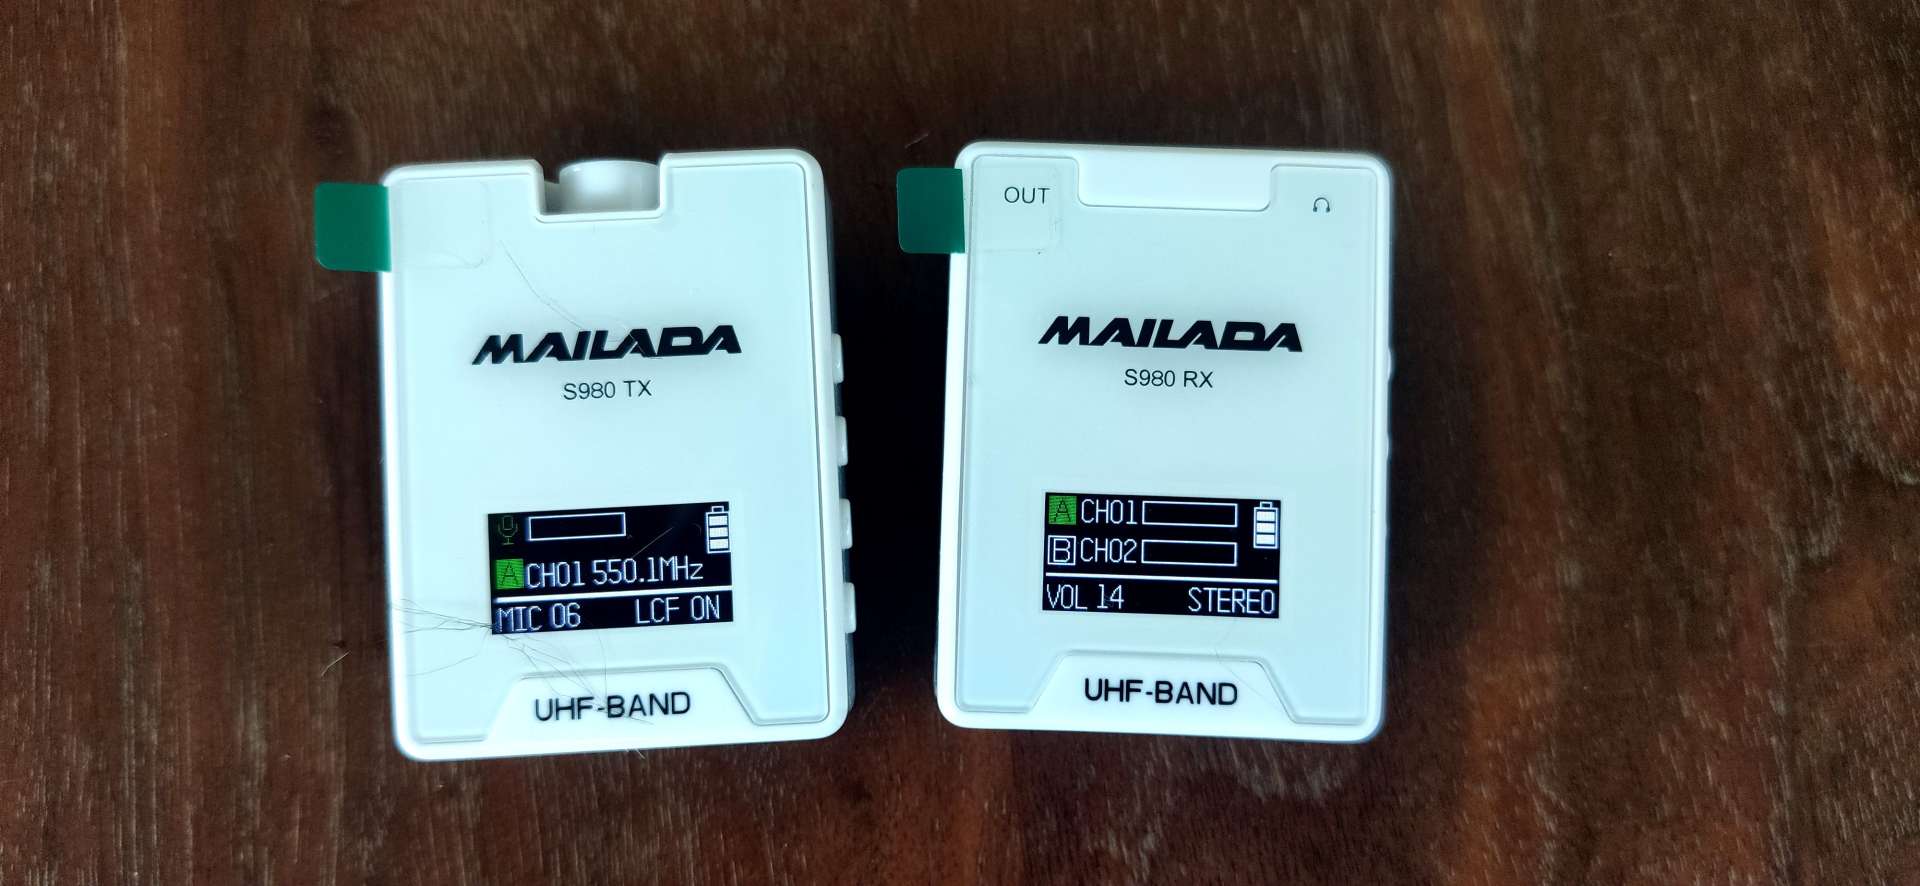 MAILADA
S980 TX
A CH01 550.1MHz
MIC 06 LCF ON
UHF-BAND
OUT
MAILADA
S980 RX
A CH01
B CH02
VOL 14 STEREO
UHF-BAND